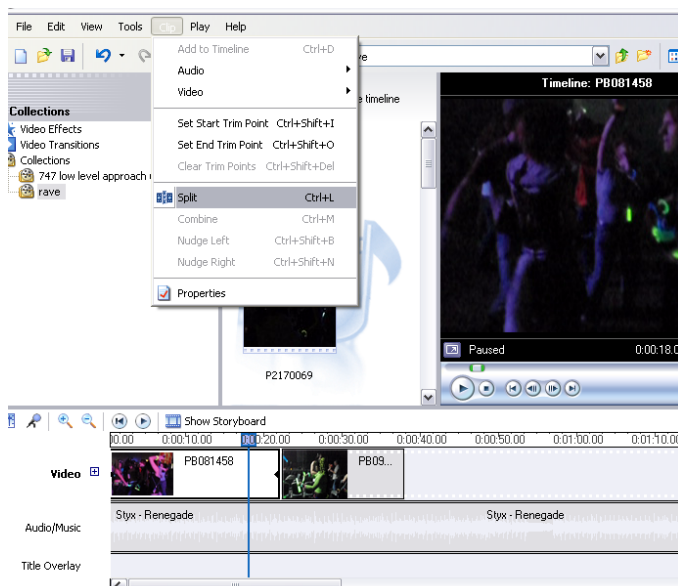 File Edit View Tools Clip Play Help
Add to Timeline Ctrl+D
Audio
Video
Set Start Trim Point Ctrl+Shift+I
Set End Trim Point Ctrl+Shift+O
Clear Trim Points Ctrl+Shift+Del
Split Ctrl+L
Combine Ctrl+M
Nudge Left Ctrl+Shift+B
Nudge Right Ctrl+Shift+N
Properties
Collections
Video Effects
Video Transitions
Collections
747 low level approach
rave
timeline
P2170069
Timeline: PB081458
Paused 0:00:18.0
Show Storyboard
0:00:10.00 0:00:30.00 0:00:40.00 0:00:50.00 0:01:00.00 0:01:10.00
Video PB081458 PB09...
Audio/Music Styx - Renegade Styx - Renegade
Title Overlay